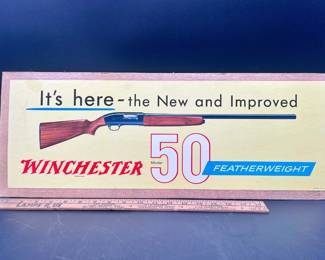 It's here - the New and Improved
WINCHESTER Model 50 FEATHERWEIGHT